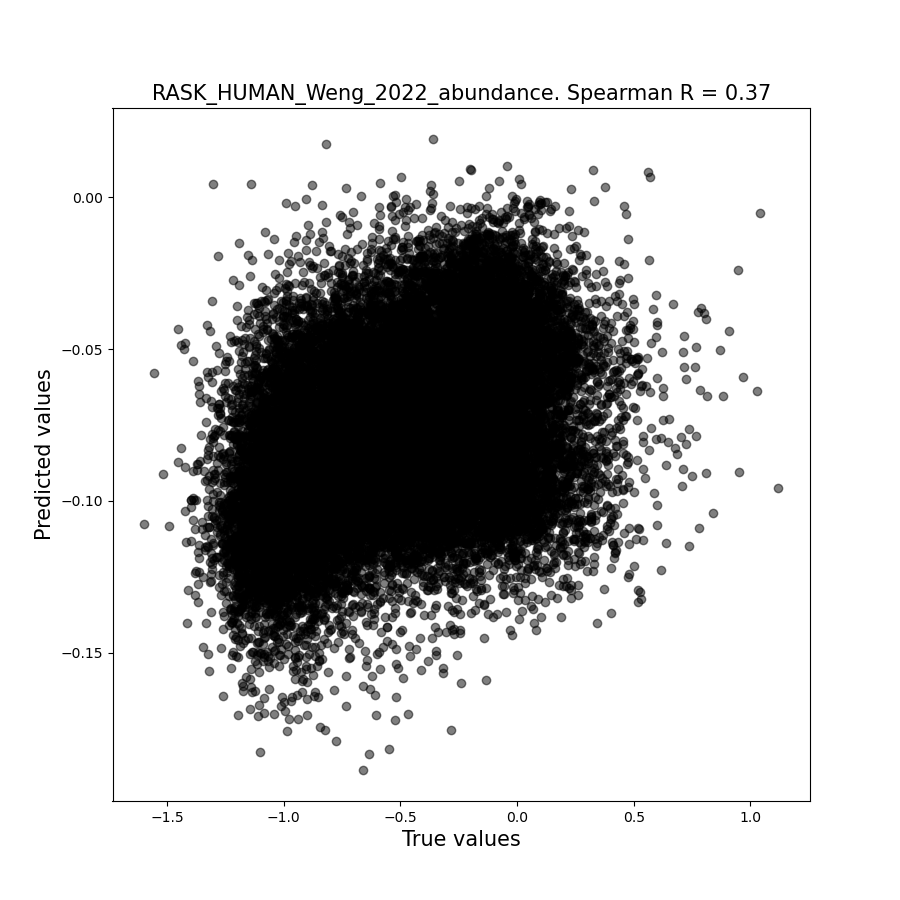 RASK_HUMAN_Weng_2022_abundance. Spearman R = 0.37
0.00
−0.05
−0.10
−0.15
Predicted values
−1.5 −1.0 −0.5 0.0 0.5 1.0
True values